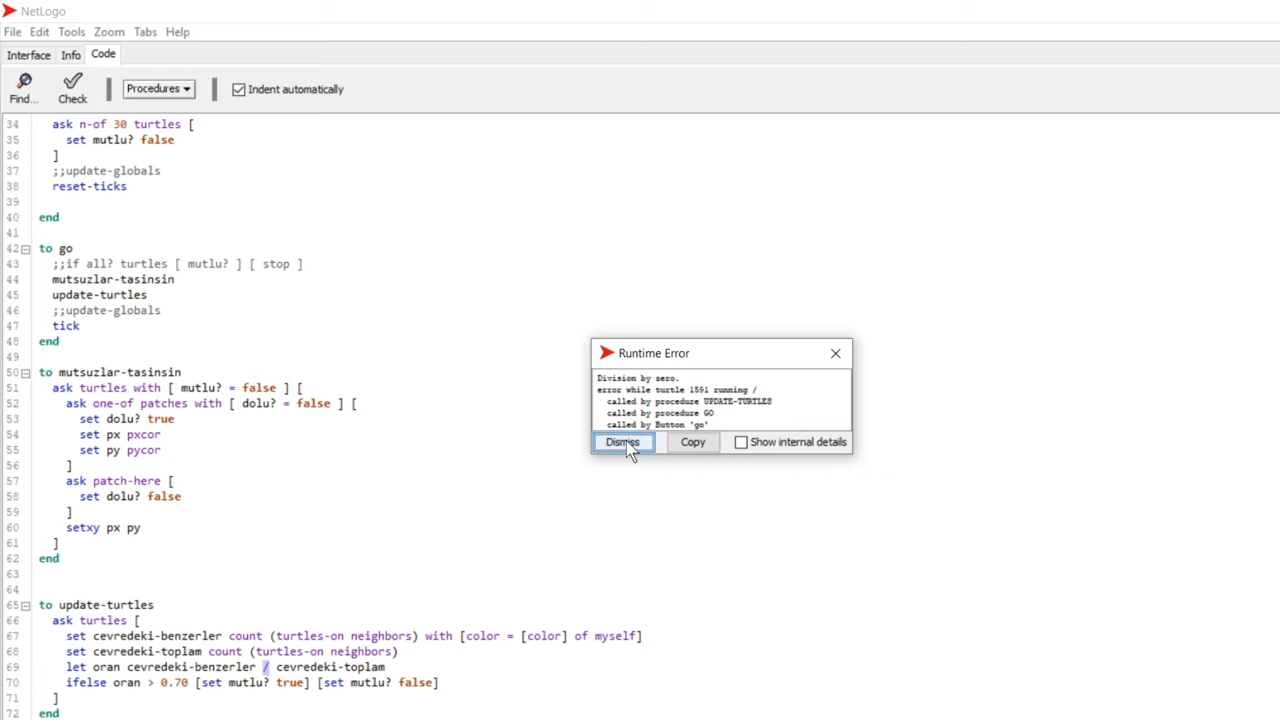 NetLogo
File Edit Tools Zoom Tabs Help
Interface Info Code
Find... Check Procedures Indent automatically
34 ask n-of 30 turtles [
35 set mutlu? false
36 ]
37 ;;update-globals
38 reset-ticks
39
40 end
41
42 to go
43 ;;if all? turtles [ mutlu? ] [ stop ]
44 mutsuzlar-tasinsin
45 update-turtles
46 ;;update-globals
47 tick
48 end
49
50 to mutsuzlar-tasinsin
51 ask turtles with [ mutlu? = false ] [
52 ask one-of patches with [ dolu? = false ] [
53 set dolu? true
54 set px pxcor
55 set py pycor
56 ]
57 ask patch-here [
58 set dolu? false
59 ]
60 setxy px py
61 ]
62 end
63
64
65 to update-turtles
66 ask turtles [
67 set cevredeki-benzerler count (turtles-on neighbors) with [color = [color] of myself]
68 set cevredeki-toplam count (turtles-on neighbors)
69 let oran cevredeki-benzerler / cevredeki-toplam
70 ifelse oran > 0.70 [set mutlu? true] [set mutlu? false]
71 ]
72 end
Runtime Error
Division by zero.
error while turtle 1591 running /
called by procedure UPDATE-TURTLES
called by procedure GO
called by Button 'go'
Dismiss Copy Show internal details